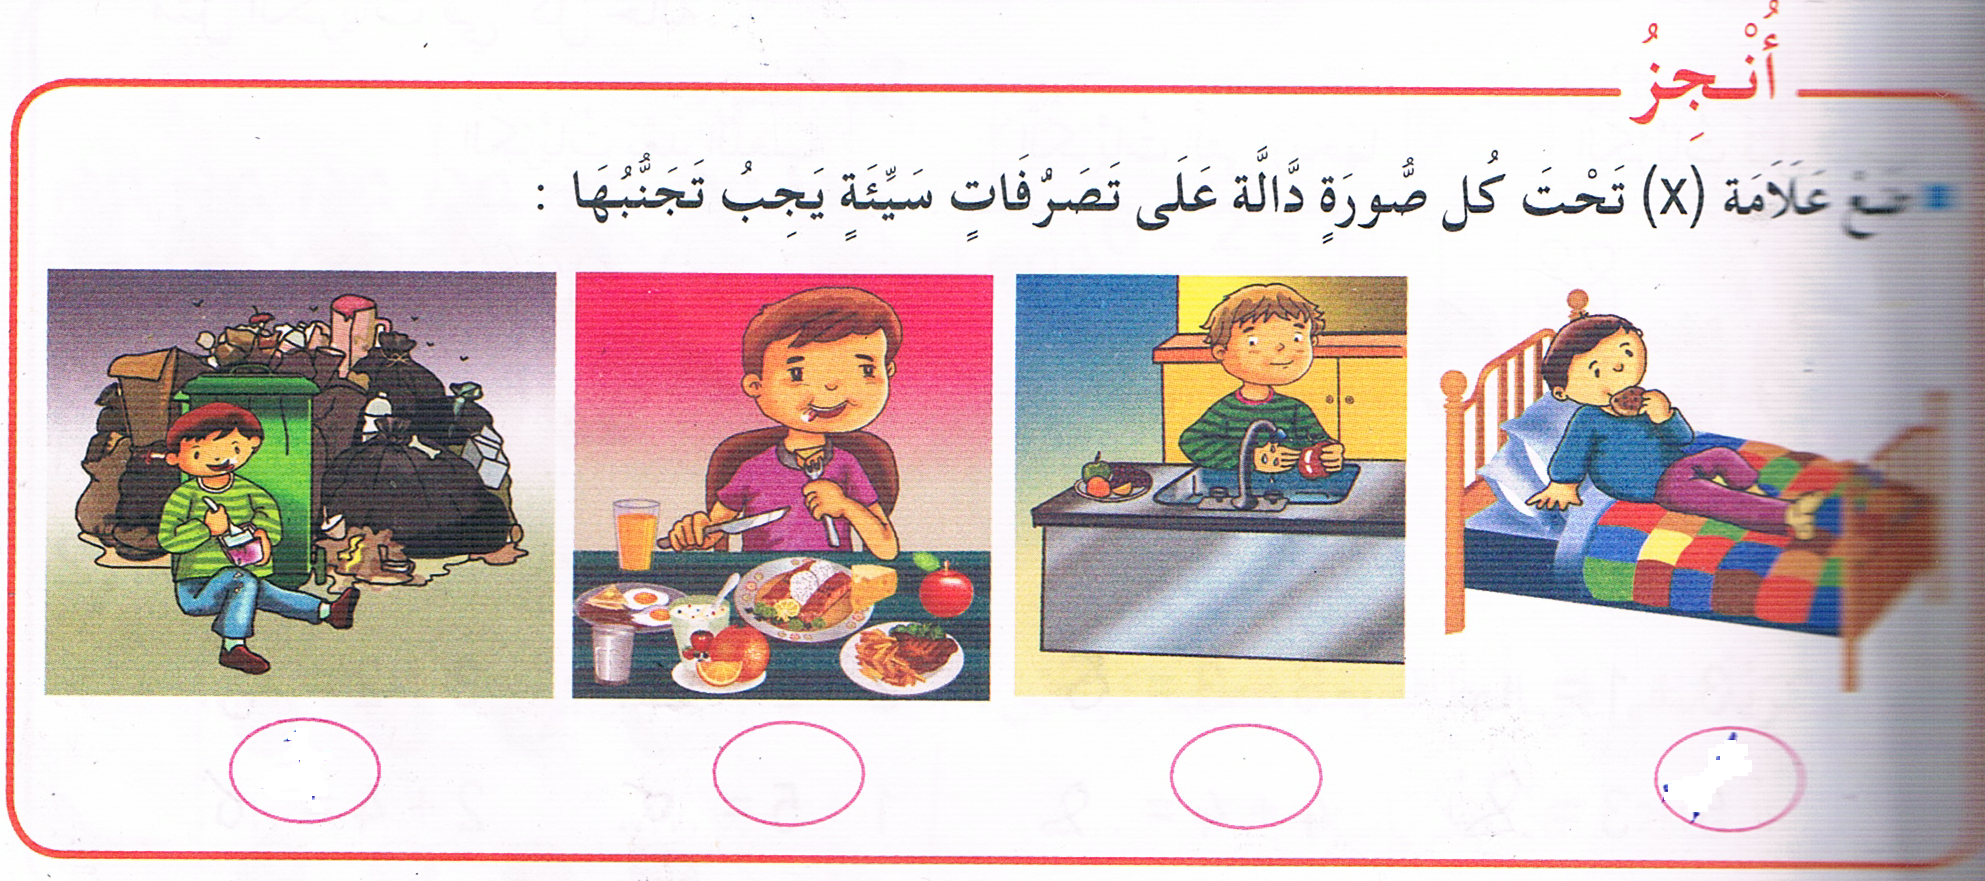 أُنْجِزُ
ضَعْ عَلَامَة (X) تَحْتَ كُل صُّورَةٍ دَّالَّة عَلَى تَصَرُّفَاتٍ سَيِّئَةٍ يَجِبُ تَجَنُّبُهَا :